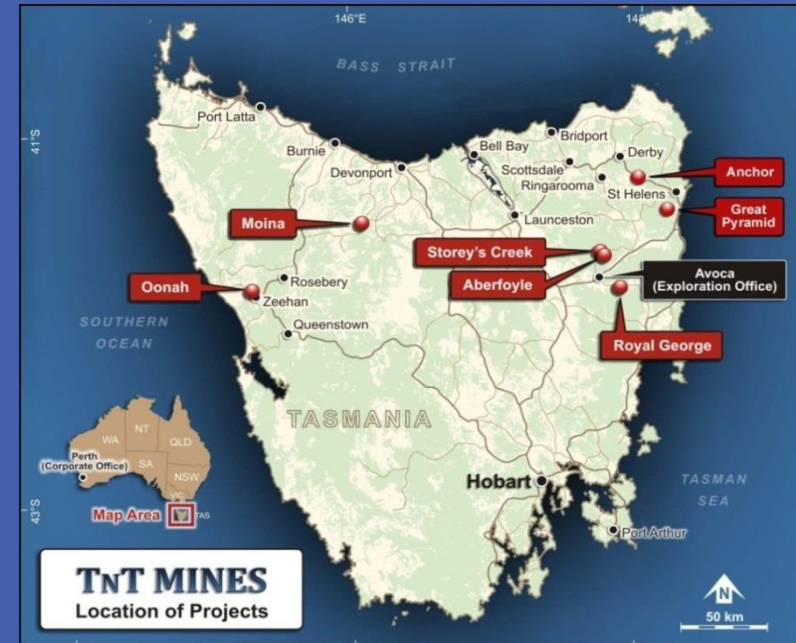 146°E
148°E
BASS STRAIT
Port Latta
41°S
Burnie
Devonport
Bell Bay
Bridport
Scottsdale
Derby
Ringarooma
Anchor
St Helens
Great
Pyramid
Launceston
Moina
Storey's Creek
Aberfoyle
Avoca
(Exploration Office)
Oonah
Rosebery
Zeehan
Royal George
SOUTHERN
OCEAN
Queenstown
TASMANIA
NT
WA
QLD
SA
NSW
VIC
TAS
Perth
(Corporate Office)
Map Area
Hobart
TASMAN
SEA
43°S
Port Arthur
TNT MINES
Location of Projects
N
50 km